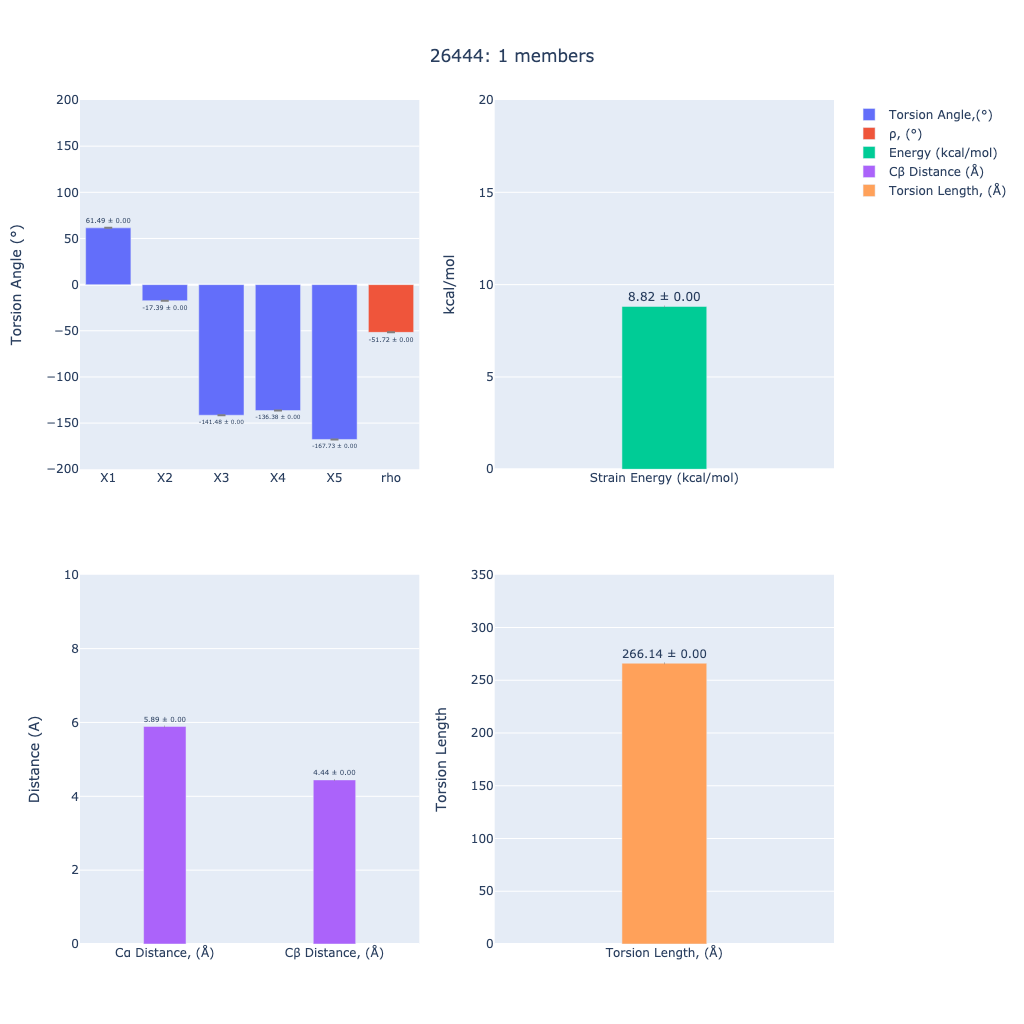 26444: 1 members
Torsion Angle (°)
200
150
100
50
0
−50
−100
−150
−200
61.49 ± 0.00
-17.39 ± 0.00
-141.48 ± 0.00
-136.38 ± 0.00
-167.73 ± 0.00
-51.72 ± 0.00
X1 X2 X3 X4 X5 rho
kcal/mol
20
15
10
5
0
8.82 ± 0.00
Strain Energy (kcal/mol)
Torsion Angle,(°)
ρ, (°)
Energy (kcal/mol)
Cβ Distance (Å)
Torsion Length, (Å)
Distance (A)
10
8
6
4
2
0
5.89 ± 0.00
4.44 ± 0.00
Cα Distance, (Å) Cβ Distance, (Å)
Torsion Length
350
300
250
200
150
100
50
0
266.14 ± 0.00
Torsion Length, (Å)